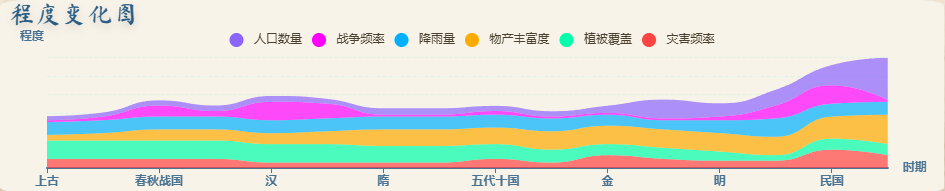 程度变化图
程度
人口数量 战争频率 降雨量 物产丰富度 植被覆盖 灾害频率
上古 春秋战国 汉 隋 五代十国 金 明 民国 时期